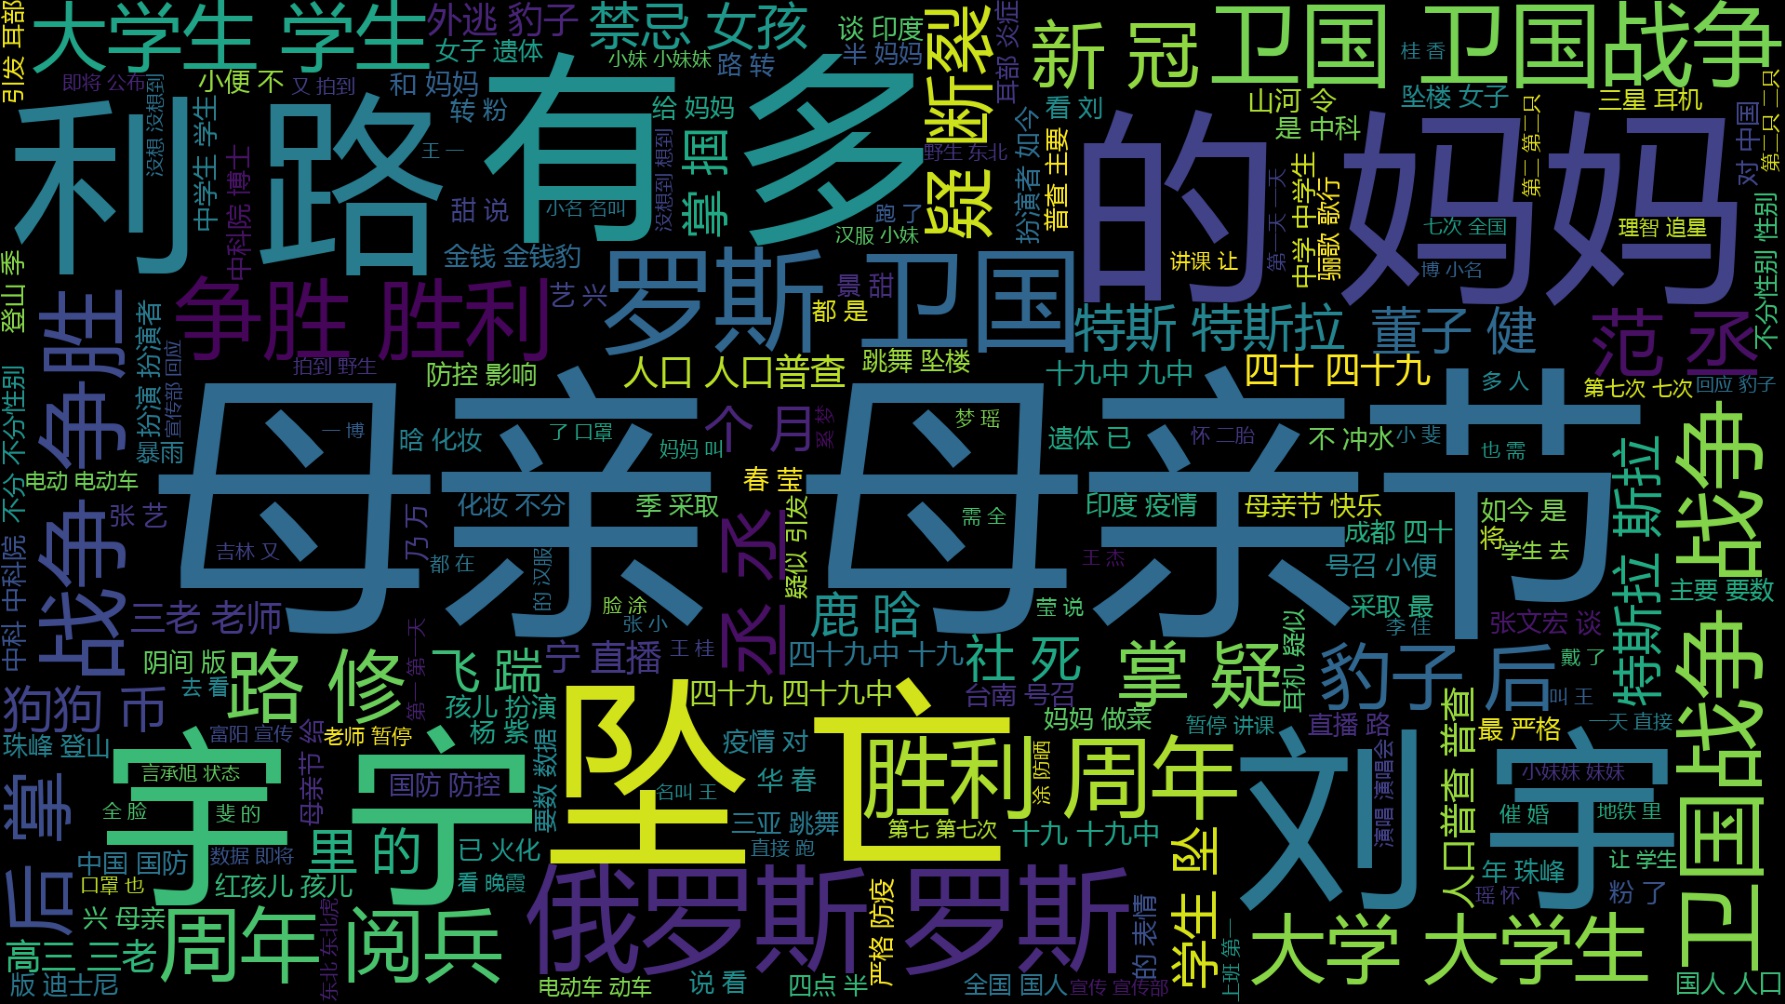 引发 耳部
大学生 学生
外逃 豹子
禁忌 女孩
谈 印度
疑 断裂
耳部 炎症
新 冠
卫国 卫国战争
桂 香
女子 遗体
小妹 小妹妹
半 妈妈
即将 公布
小便 不
又 拍到
和 妈妈
路 转
利 路
有多
的 妈妈
中学生 学生
没想 没想到
转 粉
给 妈妈
看 刘
山河 令
坠楼 女子
三星 耳机
第二只 二只
是 中科
第二 第二只
对 中国
王 一
掌 掴
没想到 想到
野生 东北
普查 主要
扮演者 如今
中科院 博士
甜 说
小名 名叫
跑 了
汉服 小妹
中学 中学生
骊歌 歌行
第一天 一天
七次 全国
理智 追星
不分性别 性别
讲课 让
博 小名
登山 季
金钱 金钱豹
罗斯 卫国
艺 兴
景 甜
都 是
争胜 胜利
特斯 特斯拉
董子 健
范 丞
战争 争胜
扮演 扮演者
宣传部 回应
拍到 野生
防控 影响
人口 人口普查
跳舞 坠楼
十九中 九中
四十 四十九
多 人
第七次 七次
回应 豹子
不分 不分性别
暴雨
一 博
晗 化妆
了 口罩
妈妈 叫
个 月
奚 梦
梦 瑶
遗体 已
怀 二胎
不 冲水
小 斐
也 需
母亲 母亲节
电动 电动车
张 艺
化妆 不分
季 采取
春 莹
疑似 引发
需 全
印度 疫情
母亲节 快乐
如今 是
成都 四十
将
学生 去
特斯拉 斯拉
卫国战争 战争
乃 万
吉林 又
都 在
的 汉服
丞 丞
王 杰
号召 小便
主要 要数
中科 中科院
三老 老师
脸 涂
张 小
鹿 晗
莹 说
采取 最
李 佳
张文宏 谈
第一 第一天
阴间 版
路 修
飞 踹
宁 直播
王 桂
四十九中 十九
社 死
掌 疑
耳机 疑似
豹子 后
戴 了
去 看
狗狗 币
孩儿 扮演
四十九 四十九中
台南 号召
叫 王
珠峰 登山
富阳 宣传
母亲节 给
老师 暂停
杨 紫
要数 数据
坠亡
疫情 对
妈妈 做菜
暂停 讲课
直播 路
人口普查 普查
最 严格
一天 直接
后 掌
宇 宁
言承旭 状态
国防 防控
华 春
胜利 周年
涂 防晒
刘 宇
演唱 演唱会
小妹妹 妹妹
全 脸
斐 的
名叫 王
三亚 跳舞
第七 第七次
十九 十九中
催 婚
地铁 里
中国 国防
数据 即将
里 的
已 火化
直接 跑
学生 坠
年 珠峰
让 学生
口罩 也
红孩儿 孩儿
看 晚霞
瑶 怀
粉 了
兴 母亲
周年 阅兵
俄罗斯 罗斯
严格 防疫
的 表情
大学 大学生
高三 三老
东北 东北虎
上班 第一
版 迪士尼
电动车 动车
说 看
四点 半
全国 国人
宣传 宣传部
国人 人口